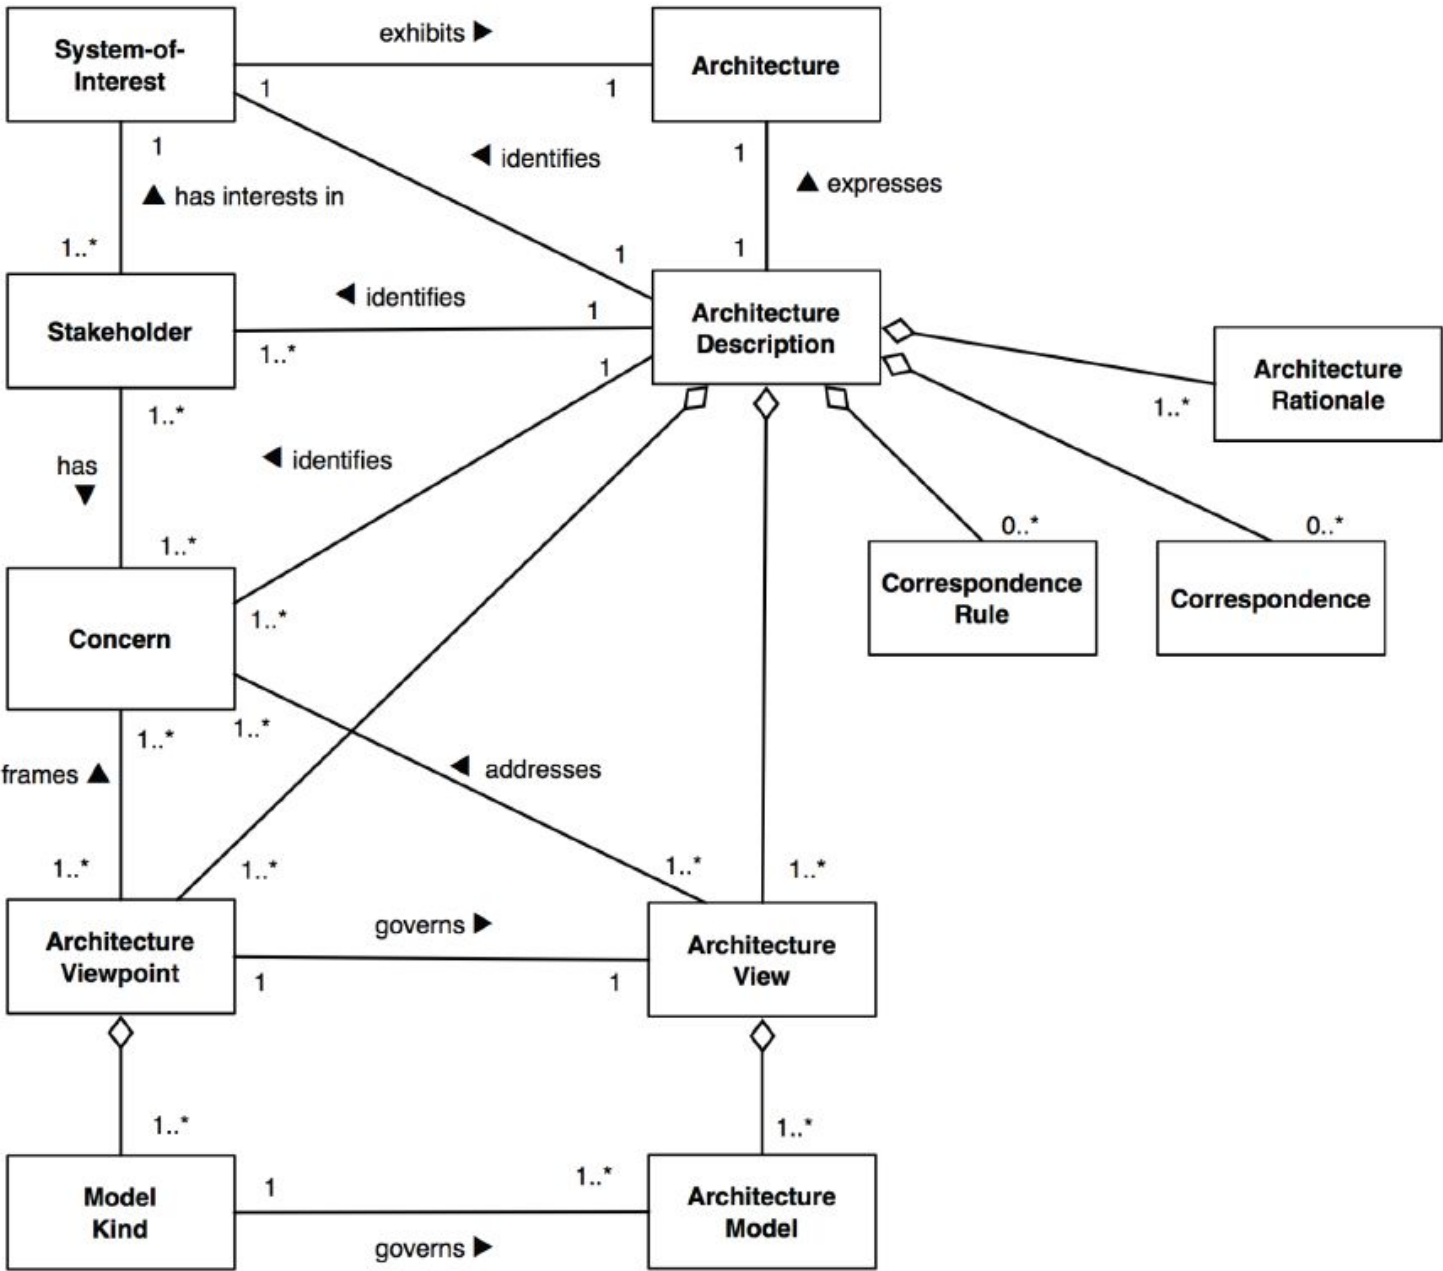 System-of-
Interest
exhibits ▶
Architecture
1
1
1
◀ identifies
1
▲ expresses
▲ has interests in
1..*
1
1
Stakeholder
◀ identifies
1
1..*
Architecture
Description
1
Architecture
Rationale
1..*
1..*
has
▼
◀ identifies
1..*
0..*
0..*
Correspondence
Rule
Correspondence
Concern
1..*
1..*
1..*
frames ▲
◀ addresses
1..*
1..*
1..*
1..*
Architecture
Viewpoint
governs ▶
1
1
Architecture
View
1..*
1..*
Model
Kind
1
1..*
governs ▶
Architecture
Model